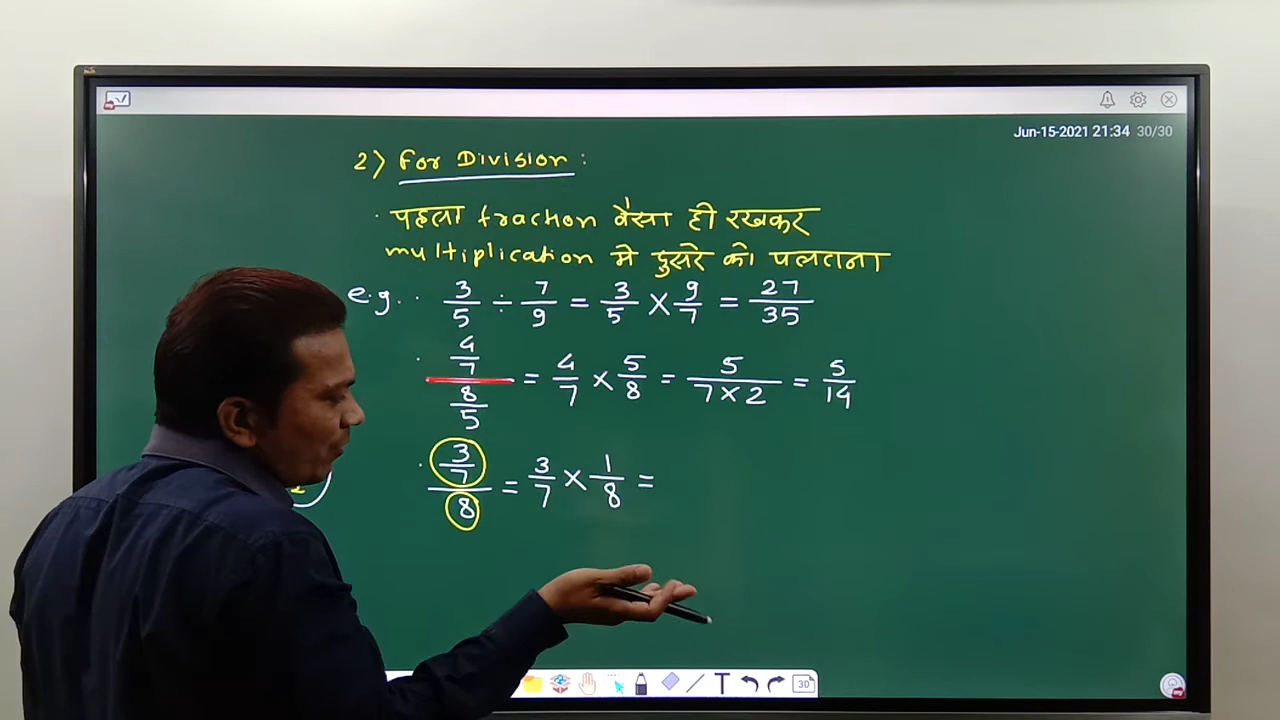 Jun-15-2021 21:34 30/30
2) For Division :
· पहला fraction वैसा ही रखकर
multiplication मे दुसरे को पलटाना
e.g. · 3/5 ÷ 7/9 = 3/5 × 9/7 = 27/35
· (4/7)/(8/5) = 4/7 × 5/8 = 5/(7×2) = 5/14
· (3/7)/8 = 3/7 × 1/8 =
T 30